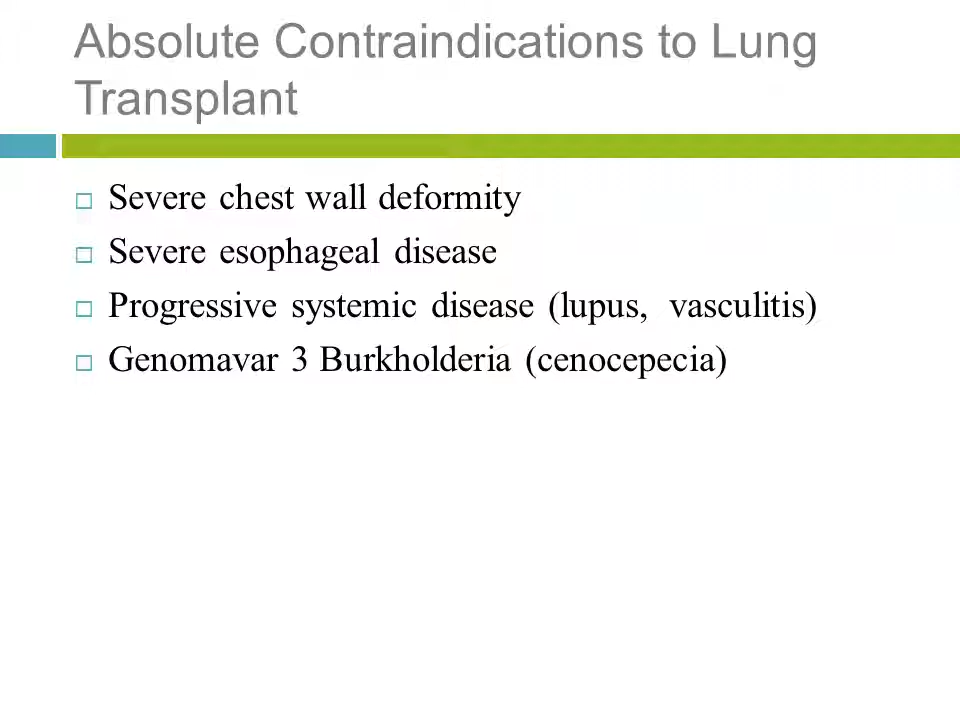 Absolute Contraindications to Lung
Transplant
Severe chest wall deformity
Severe esophageal disease
Progressive systemic disease (lupus, vasculitis)
Genomavar 3 Burkholderia (cenocepecia)